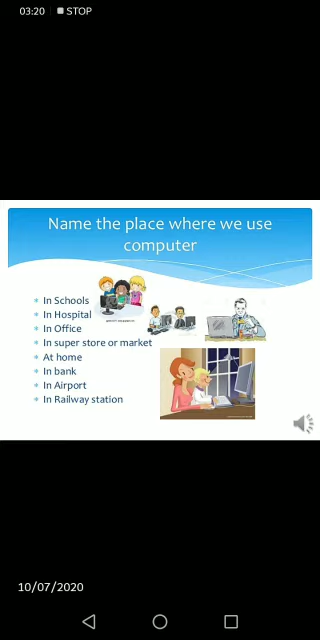 03:20 STOP
Name the place where we use
computer
In Schools
In Hospital
In Office
In super store or market
At home
In bank
In Airport
In Railway station
10/07/2020